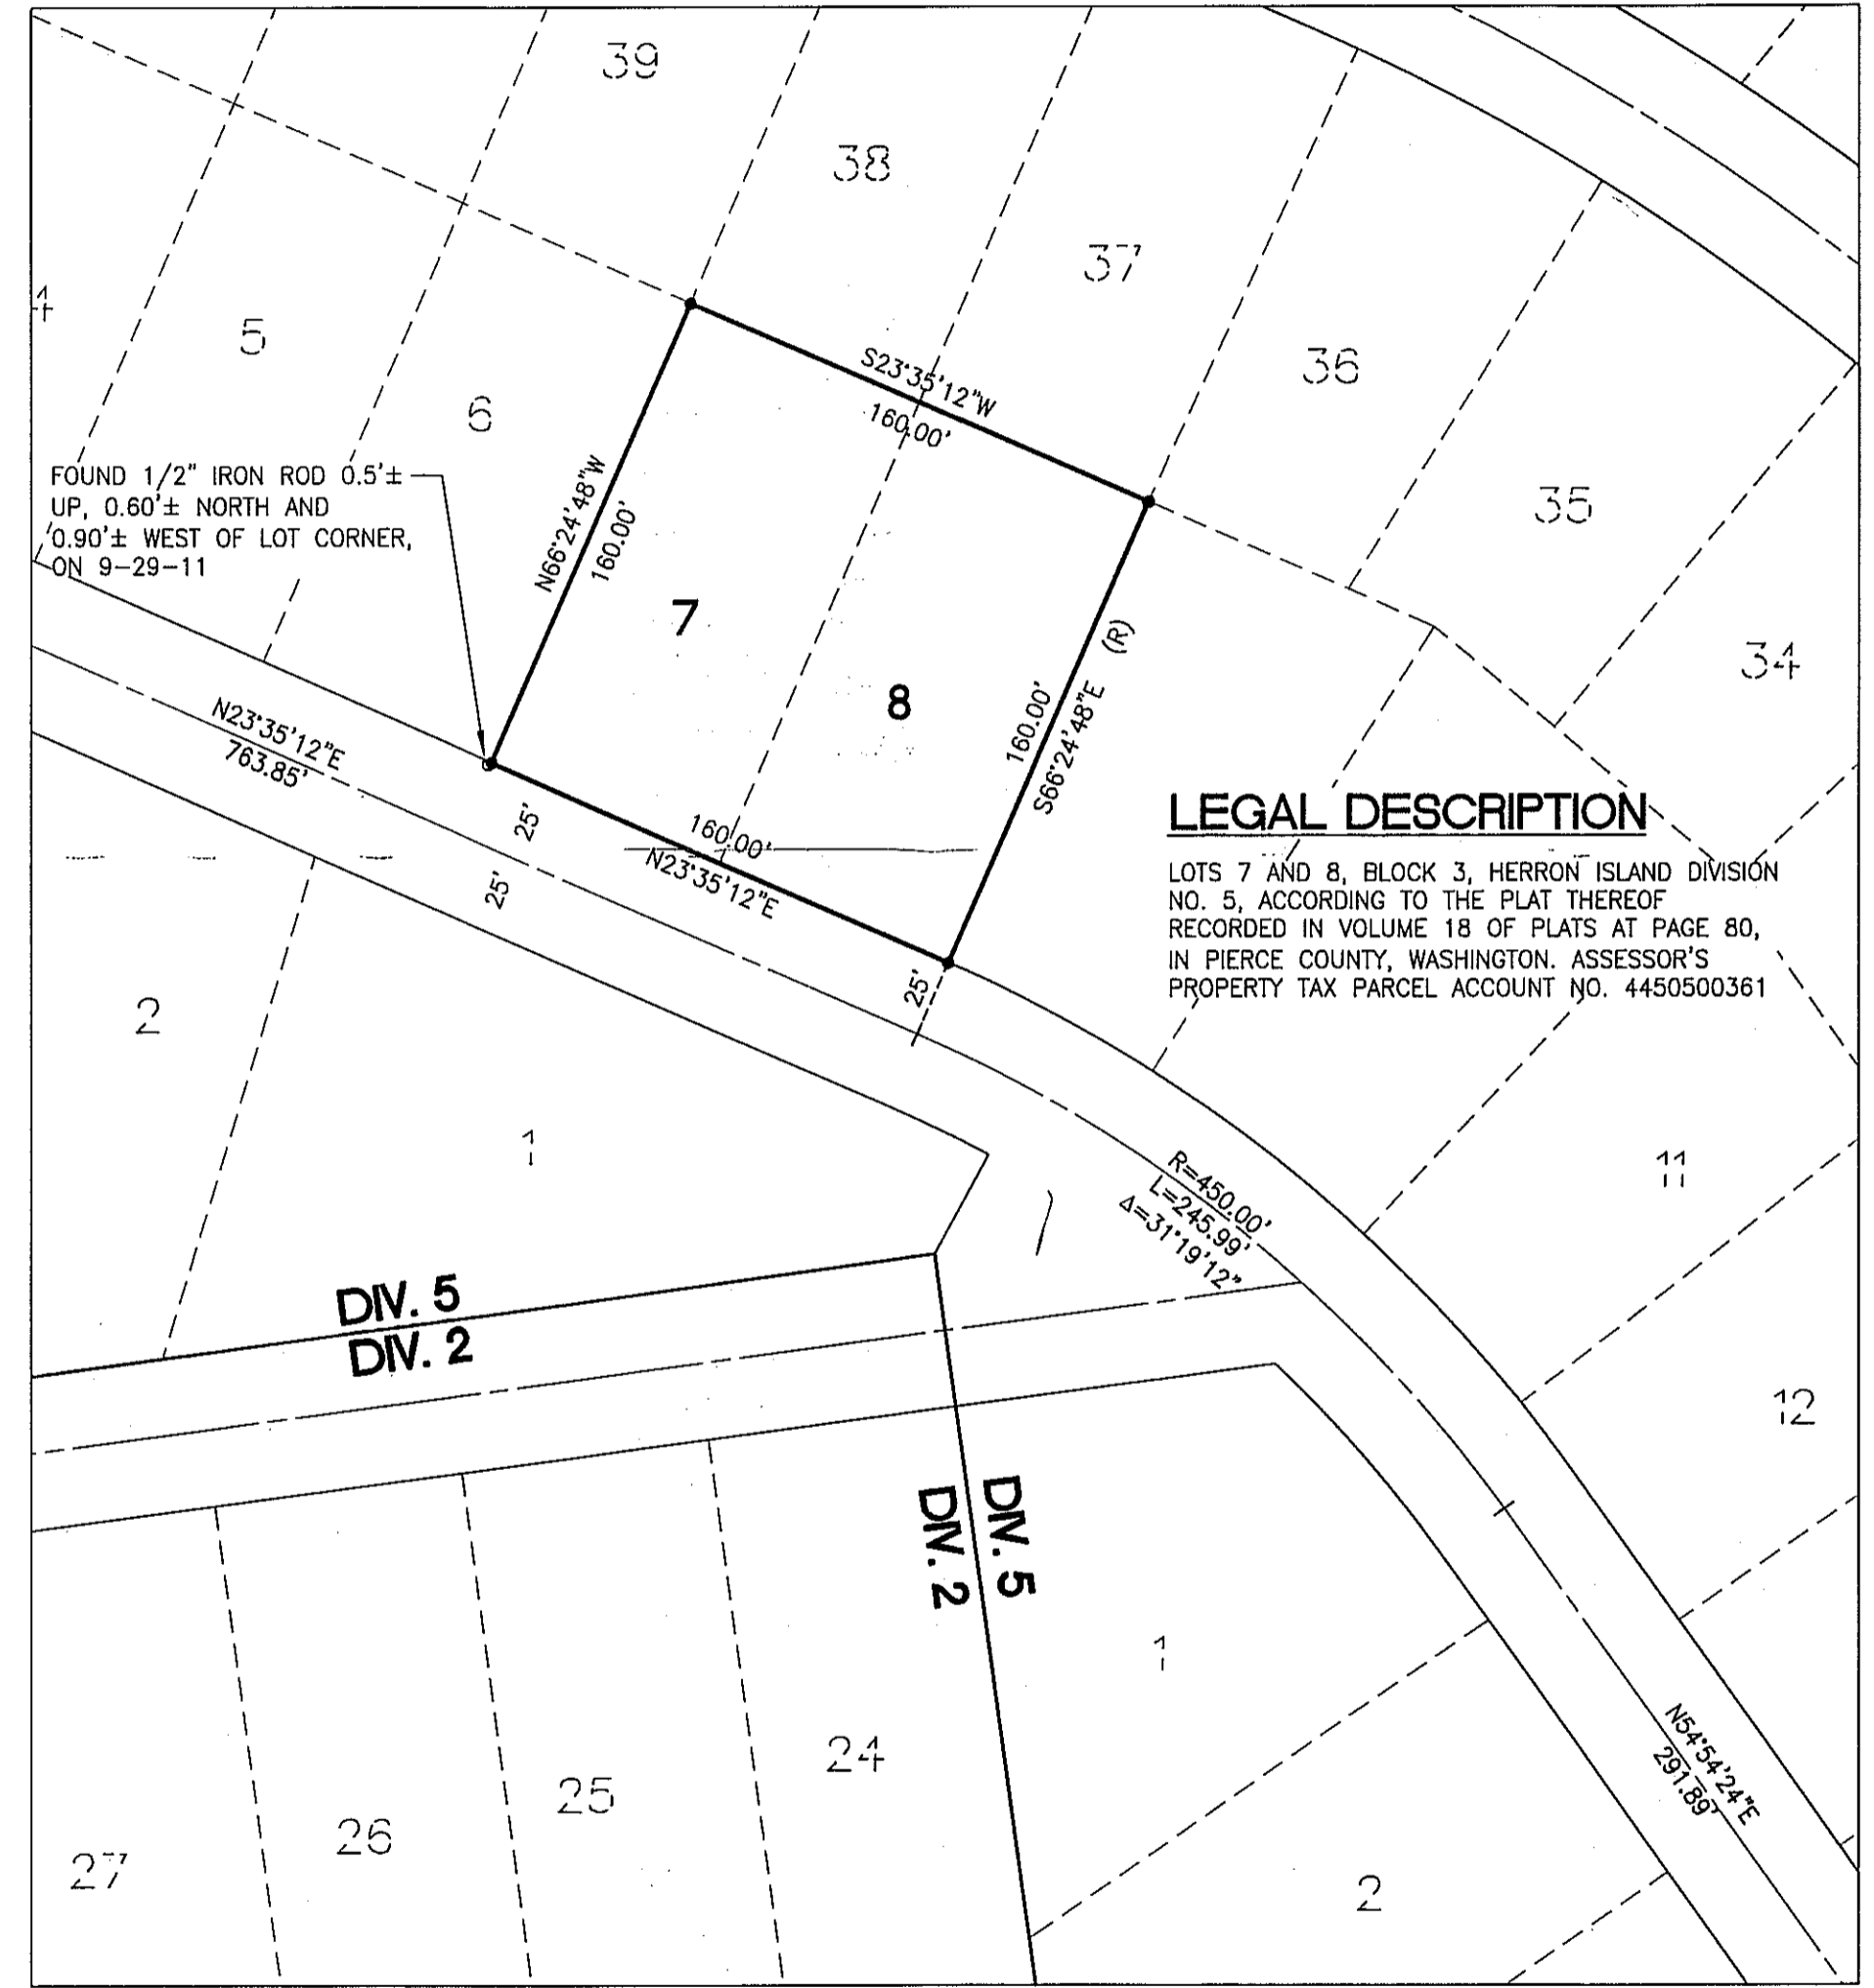 39
38
37
4
5
36
6
S23°35'12"W
160.00'
FOUND 1/2" IRON ROD 0.5'±
UP, 0.60'± NORTH AND
0.90'± WEST OF LOT CORNER,
ON 9-29-11
N66°24'48"W
160.00'
35
7
(R)
34
8
160.00'
S66°24'48"E
N23°35'12"E
763.85'
25'
160.00'
N23°35'12"E
25'
LEGAL DESCRIPTION
LOTS 7 AND 8, BLOCK 3, HERRON ISLAND DIVISION
NO. 5, ACCORDING TO THE PLAT THEREOF
RECORDED IN VOLUME 18 OF PLATS AT PAGE 80,
IN PIERCE COUNTY, WASHINGTON. ASSESSOR'S
PROPERTY TAX PARCEL ACCOUNT NO. 4450500361
25'
2
1
11
R=450.00'
L=245.99'
Δ=31°19'12"
DIV. 5
DIV. 2
12
DIV. 5
DIV. 2
1
24
25
26
27
2
N54°54'24"E
291.89'